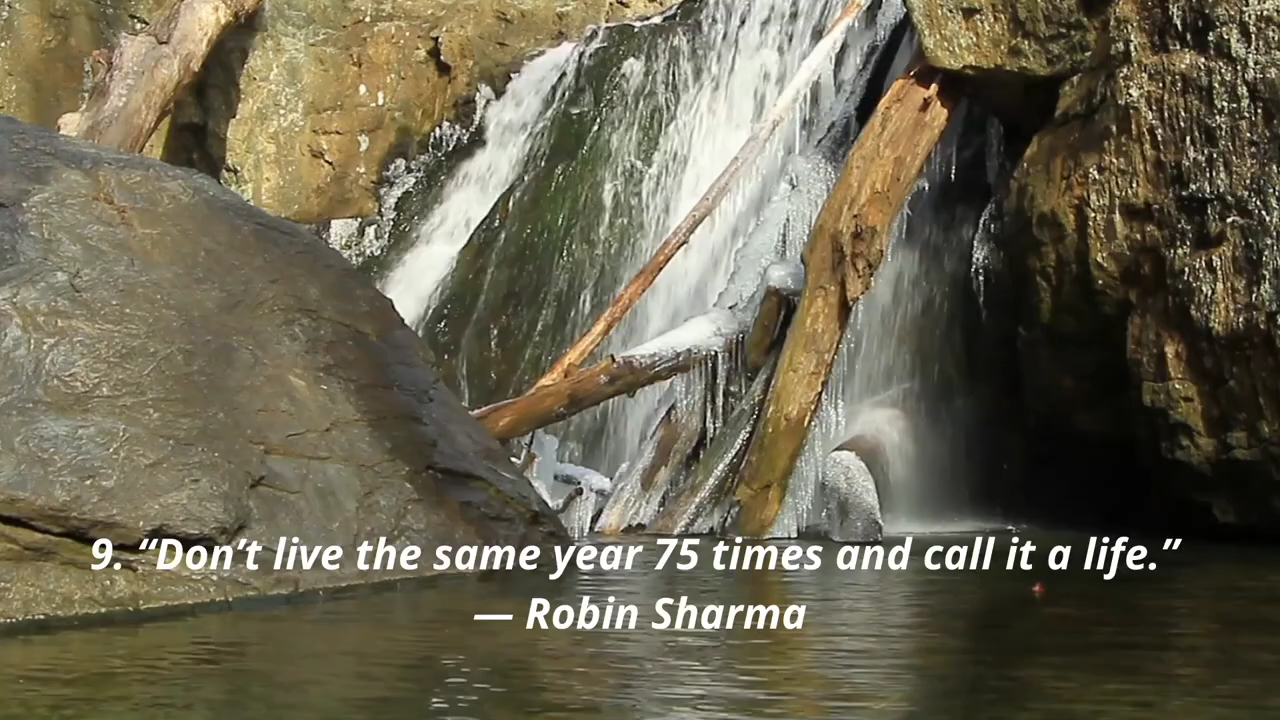 9. “Don’t live the same year 75 times and call it a life.”
— Robin Sharma